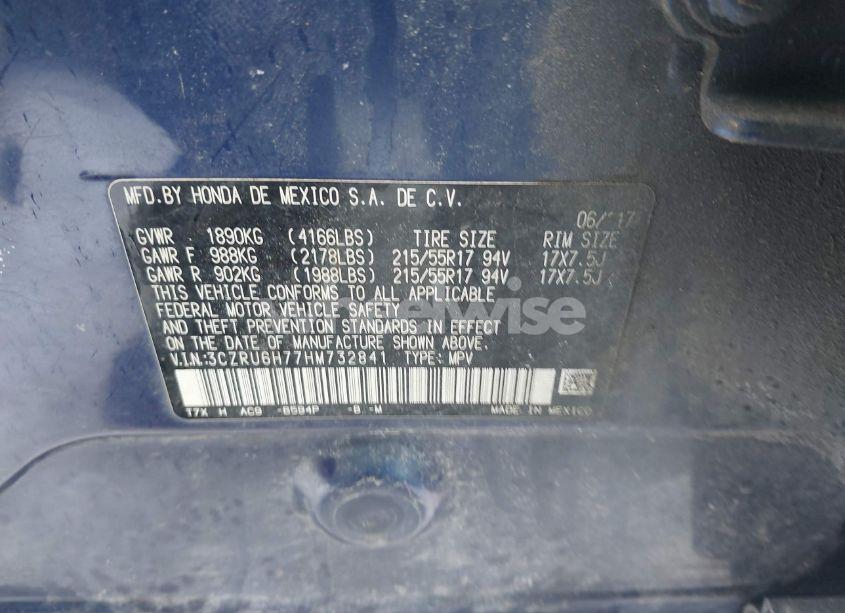 MFD.BY HONDA DE MEXICO S.A. DE C.V.
06/17
GVWR 1890KG (4166LBS) TIRE SIZE RIM SIZE
GAWR F 988KG (2178LBS) 215/55R17 94V 17X7.5J
GAWR R 902KG (1988LBS) 215/55R17 94V 17X7.5J
THIS VEHICLE CONFORMS TO ALL APPLICABLE
FEDERAL MOTOR VEHICLE SAFETY
AND THEFT PREVENTION STANDARDS IN EFFECT
ON THE DATE OF MANUFACTURE SHOWN ABOVE.
V.I.N.:3CZRU6H77HM732841 TYPE: MPV
T7X H AC9 -B594P -B -M MADE IN MEXICO